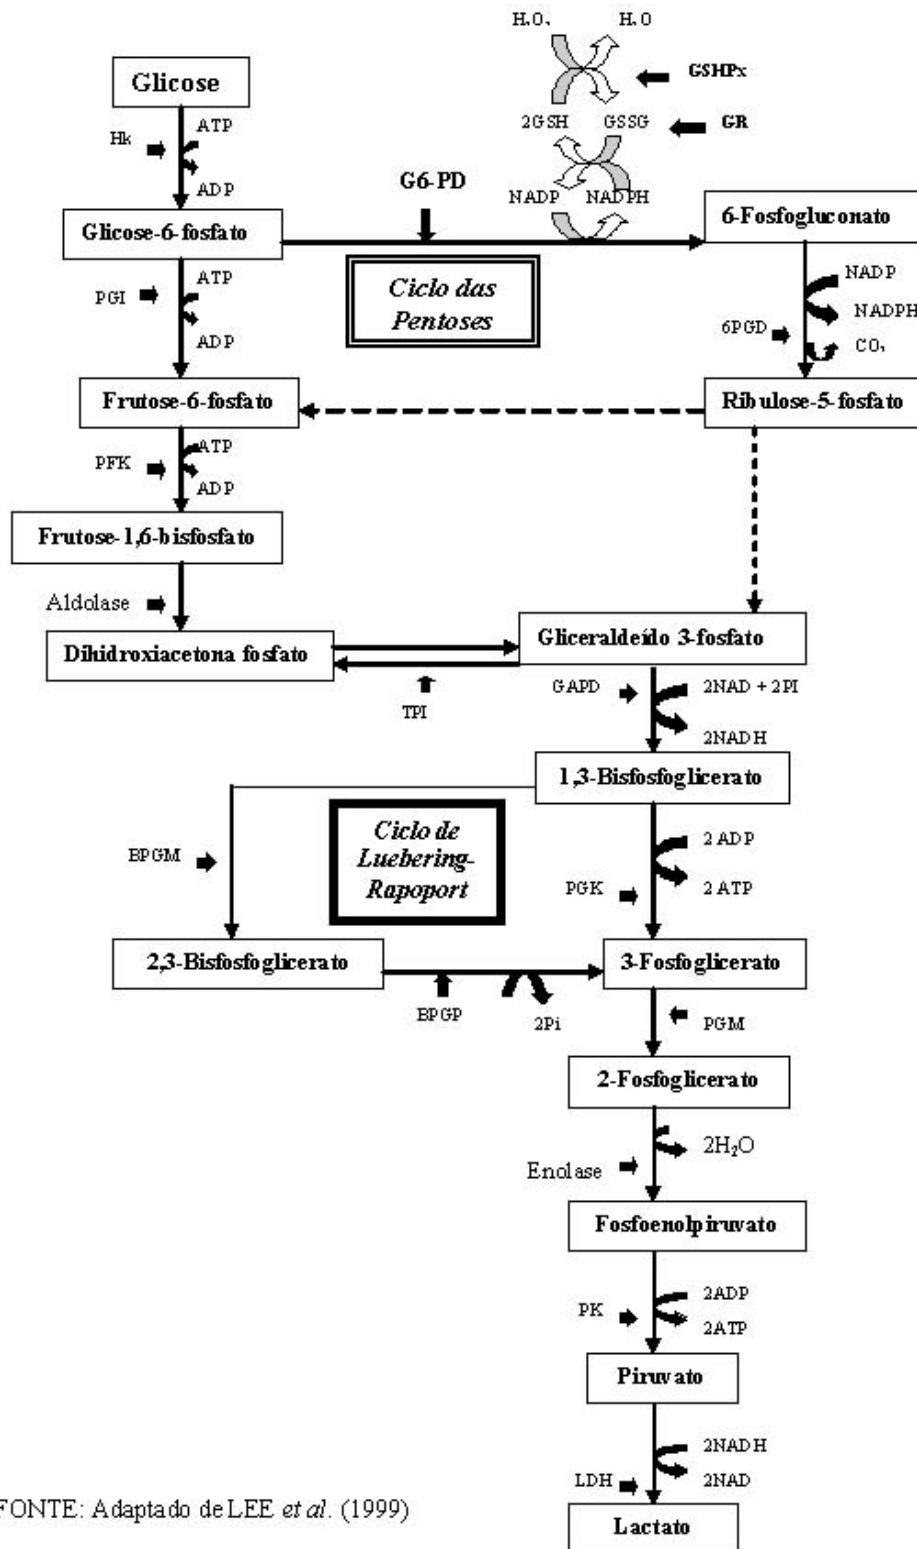 H₂O₂
H₂O
GSHPx
Glicose
ATP
Hk
ADP
2GSH
GSSG
GR
G6-PD
NADP
NADPH
Glicose-6-fosfato
6-Fosfogluconato
ATP
PGI
ADP
Ciclo das
Pentoses
NADP
NADPH
6PGD
CO₂
Frutose-6-fosfato
Ribulose-5-fosfato
ATP
PFK
ADP
Frutose-1,6-bisfosfato
Aldolase
Dihidroxiacetona fosfato
Gliceraldeído 3-fosfato
TPI
GAPD
2NAD + 2PI
2NADH
1,3-Bisfosfoglicerato
Ciclo de
Luebering-
Rapoport
BPGM
2 ADP
PGK
2 ATP
2,3-Bisfosfoglicerato
3-Fosfoglicerato
BPGP
2Pi
PGM
2-Fosfoglicerato
2H₂O
Enolase
Fosfoenolpiruvato
2ADP
PK
2ATP
Piruvato
2NADH
LDH
2NAD
Lactato
FONTE: Adaptado de LEE et al. (1999)